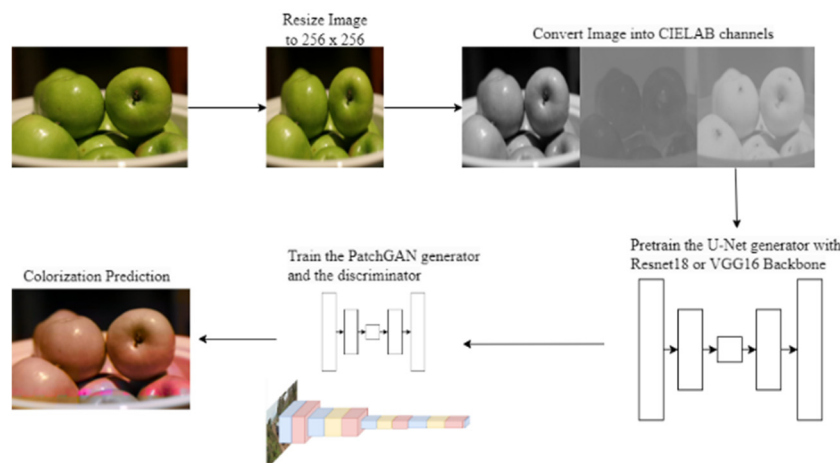 Resize Image
to 256 x 256
Convert Image into CIELAB channels
Pretrain the U-Net generator with
Resnet18 or VGG16 Backbone
Train the PatchGAN generator
and the discriminator
Colorization Prediction